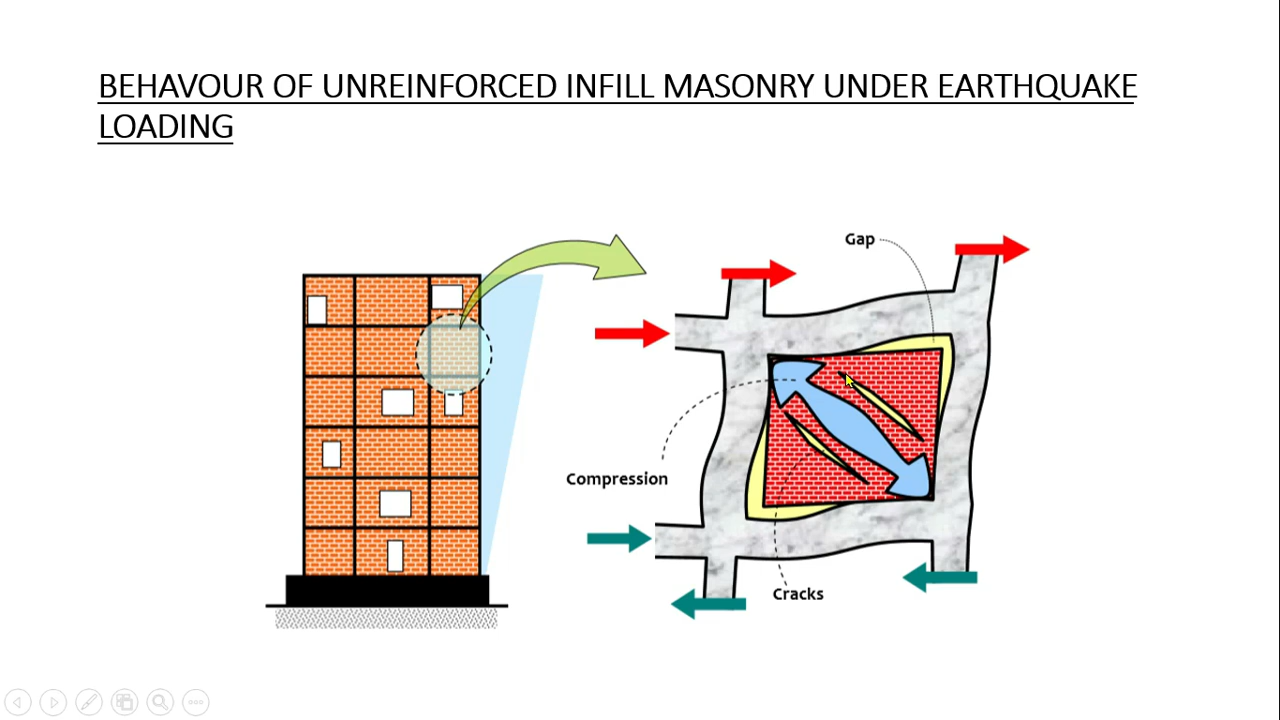 BEHAVOUR OF UNREINFORCED INFILL MASONRY UNDER EARTHQUAKE
LOADING
Gap
Compression
Cracks